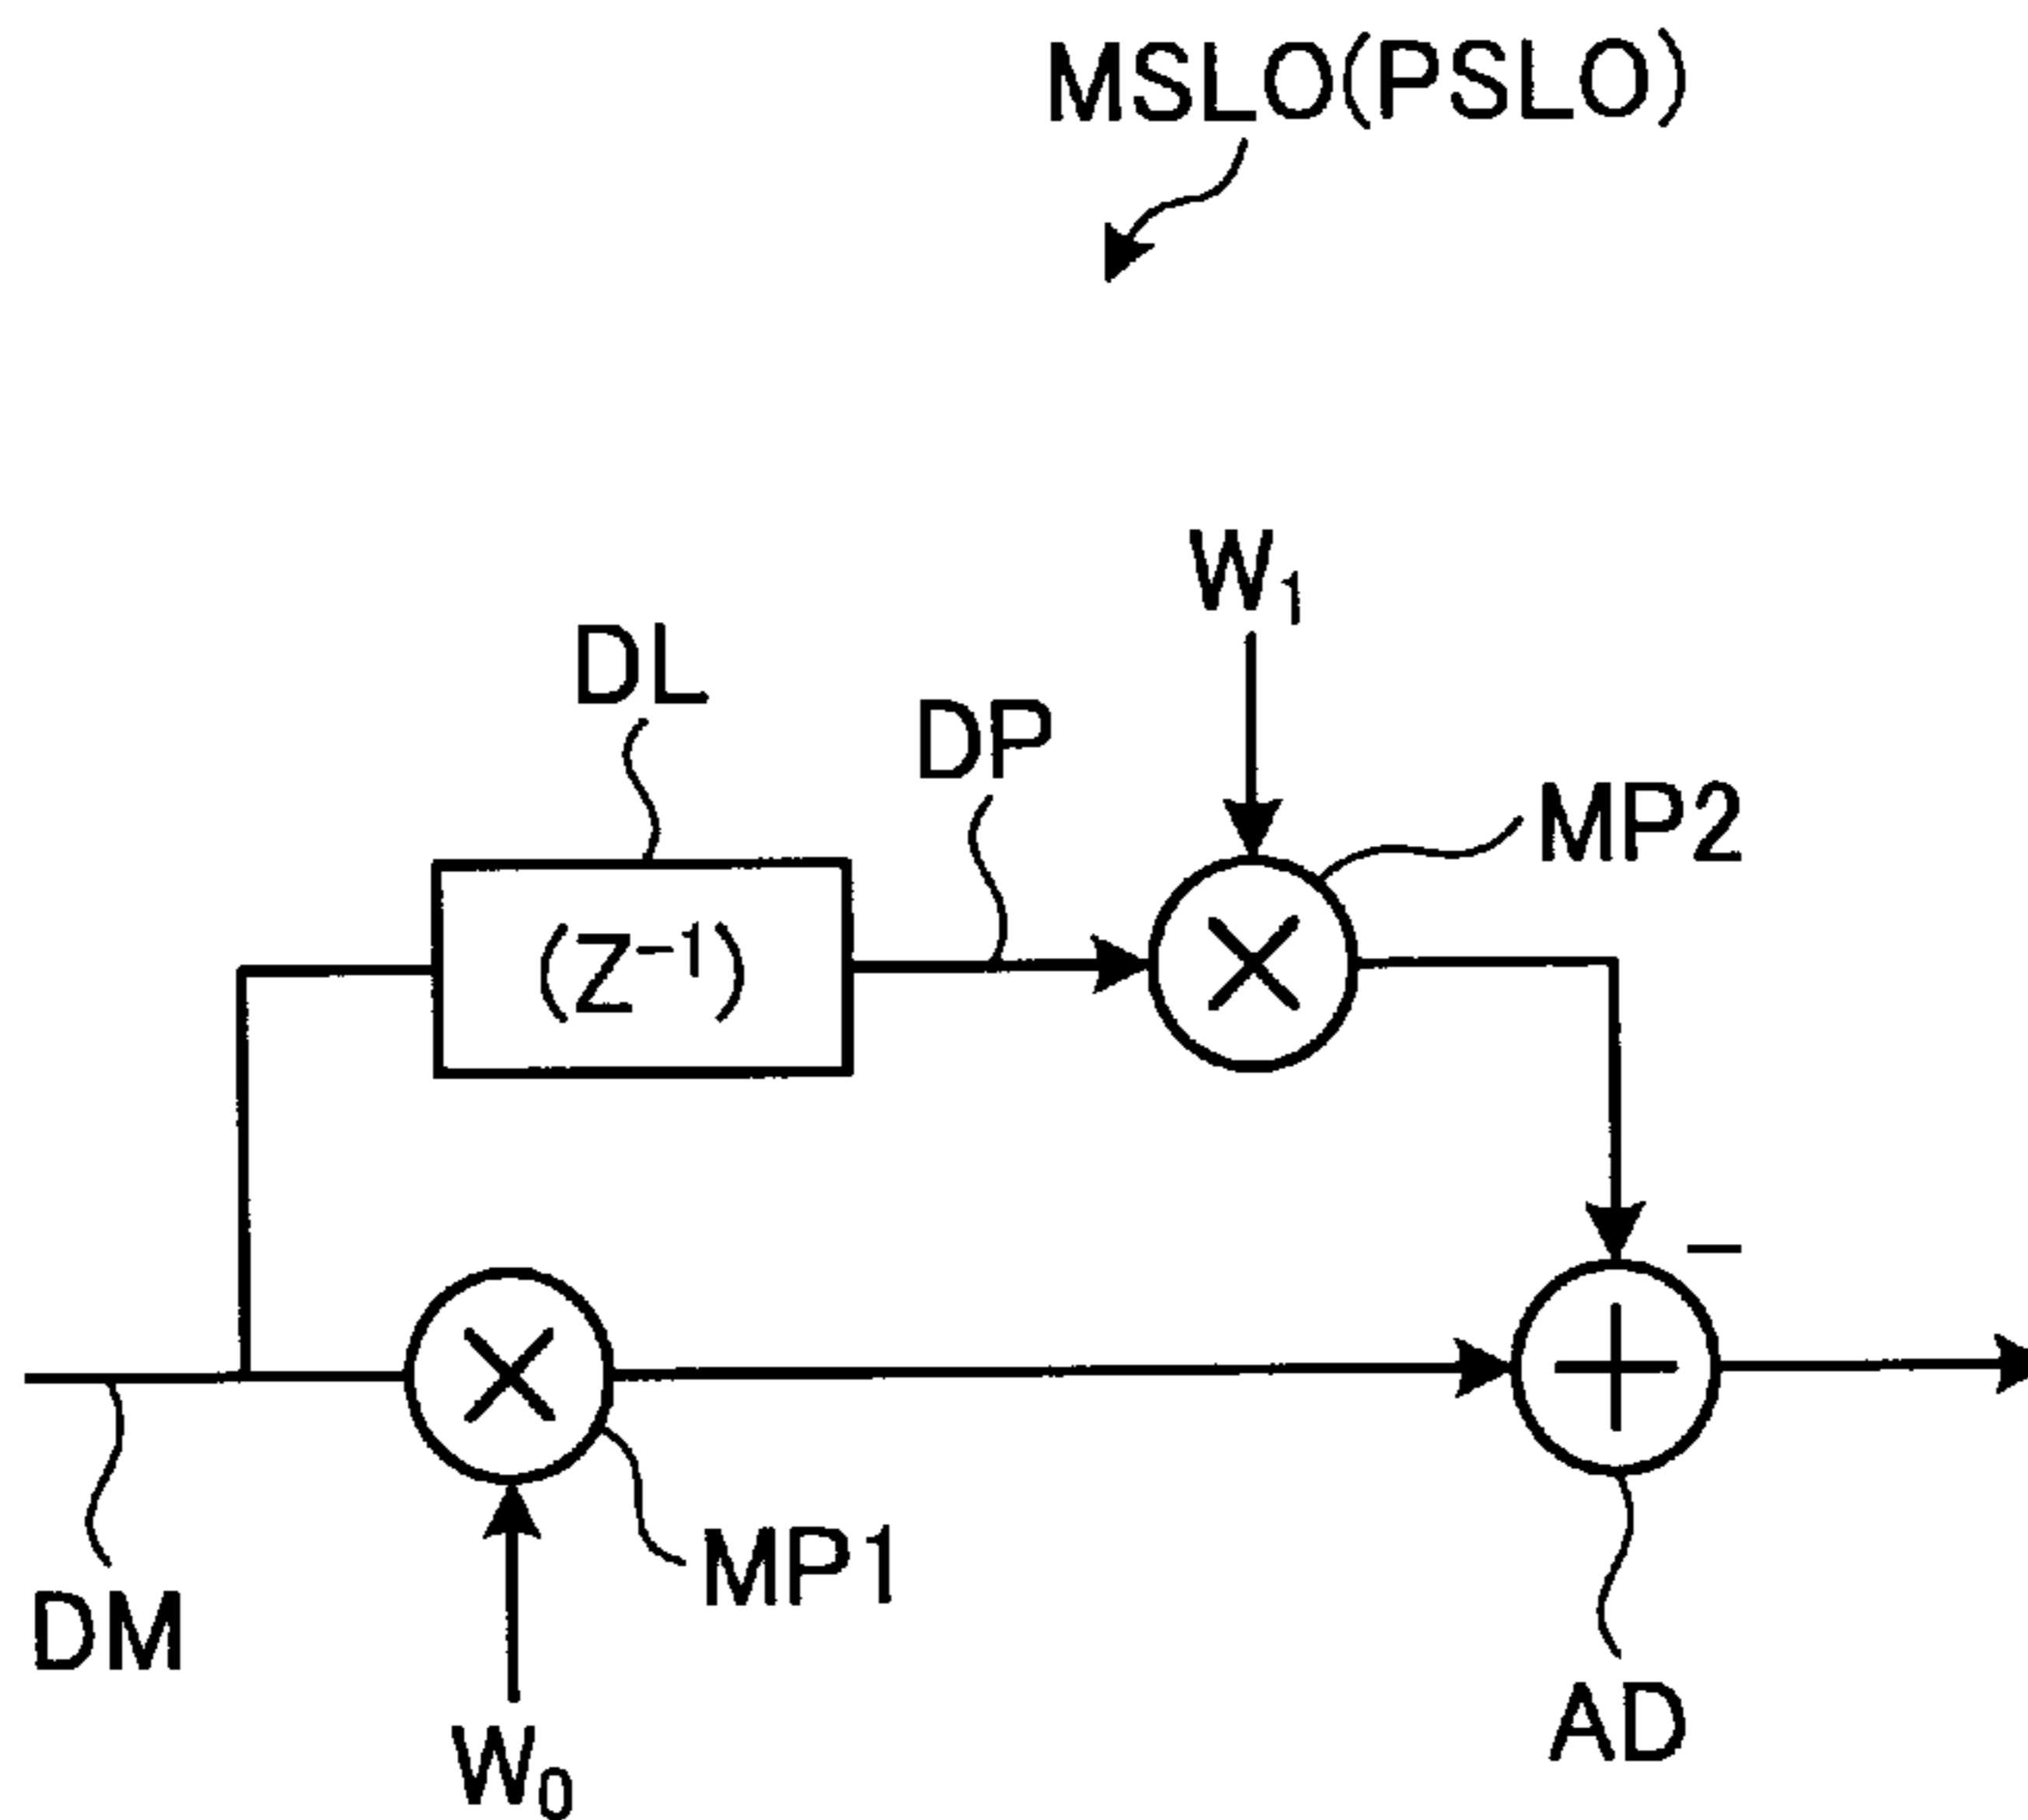 MSLO(PSLO)
W₁
DL
DP
MP2
(Z⁻¹)
−
MP1
DM
AD
W₀